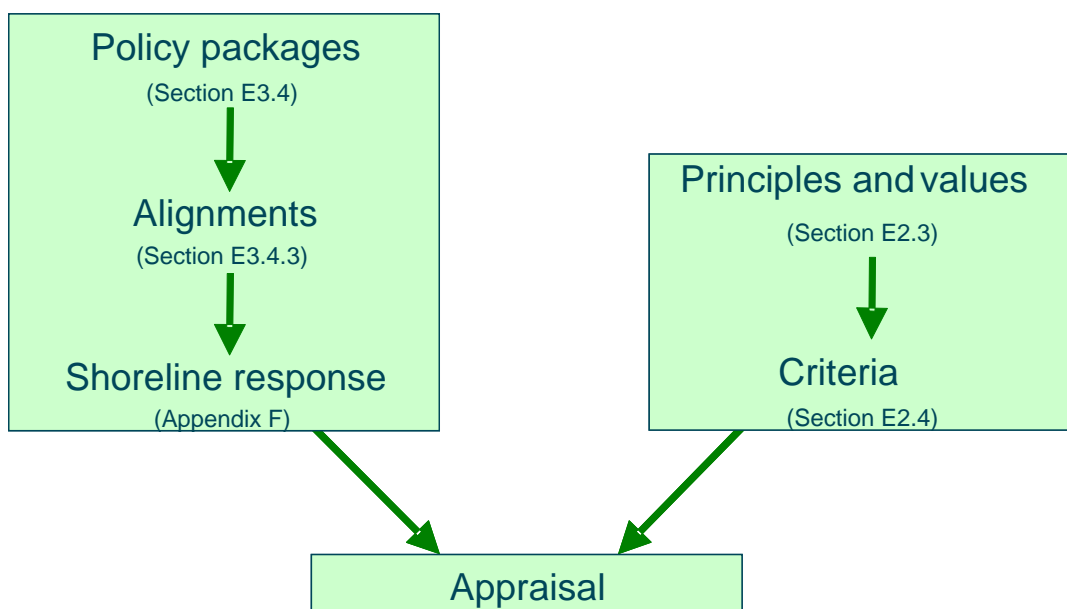 Policy packages
(Section E3.4)
Alignments
(Section E3.4.3)
Shoreline response
(Appendix F)
Principles and values
(Section E2.3)
Criteria
(Section E2.4)
Appraisal